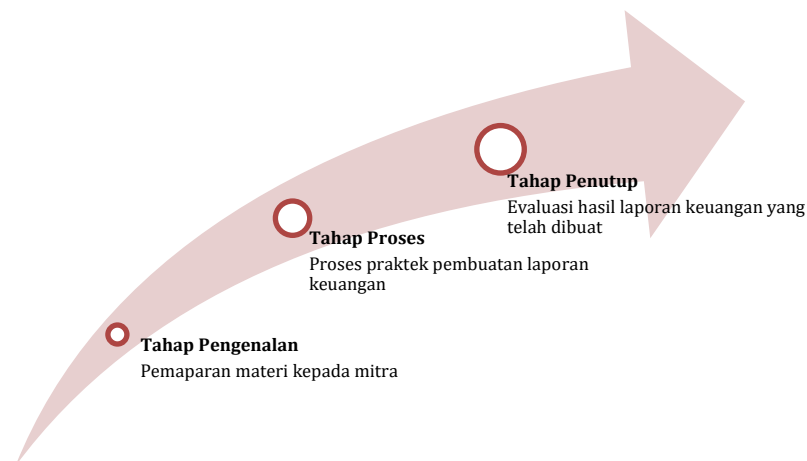 Tahap Penutup
Evaluasi hasil laporan keuangan yang
telah dibuat
Tahap Proses
Proses praktek pembuatan laporan
keuangan
Tahap Pengenalan
Pemaparan materi kepada mitra